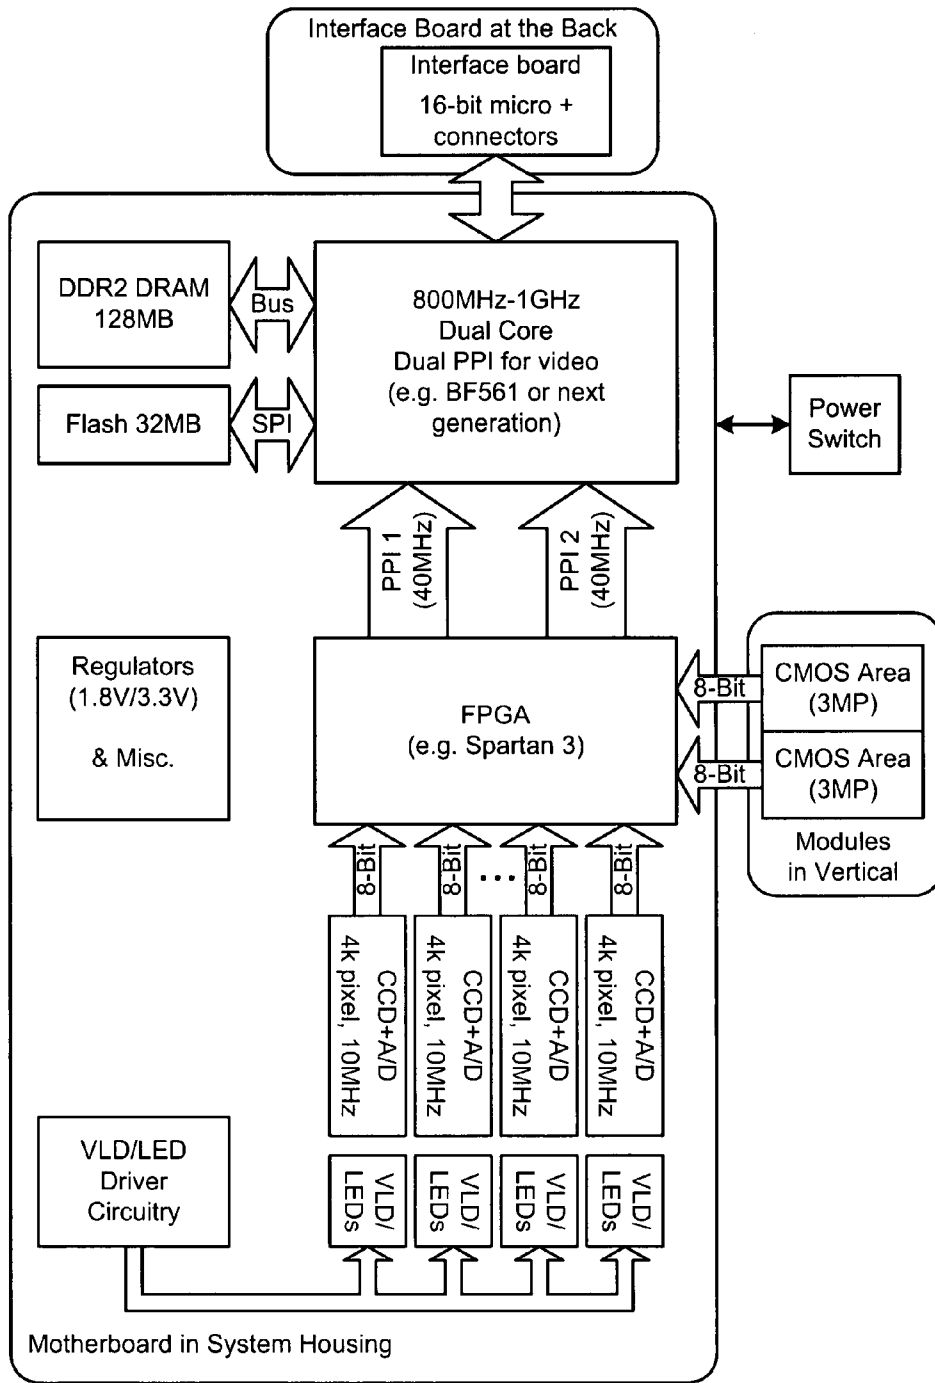 Interface Board at the Back
Interface board
16-bit micro +
connectors
DDR2 DRAM
128MB
Bus
800MHz-1GHz
Dual Core
Dual PPI for video
(e.g. BF561 or next
generation)
Flash 32MB
SPI
Power
Switch
PPI 1
(40MHz)
PPI 2
(40MHz)
Regulators
(1.8V/3.3V)
& Misc.
FPGA
(e.g. Spartan 3)
8-Bit
CMOS Area
(3MP)
8-Bit
CMOS Area
(3MP)
Modules
in Vertical
8-Bit
8-Bit
...
8-Bit
8-Bit
CCD+A/D
4k pixel, 10MHz
CCD+A/D
4k pixel, 10MHz
CCD+A/D
4k pixel, 10MHz
CCD+A/D
4k pixel, 10MHz
VLD/LED
Driver
Circuitry
VLD/
LEDs
VLD/
LEDs
VLD/
LEDs
VLD/
LEDs
Motherboard in System Housing